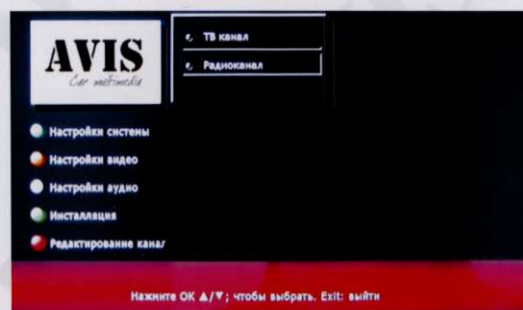 AVIS
Car multimedia
ТВ канал
Радиоканал
Настройки системы
Настройки видео
Настройки аудио
Инсталляция
Редактирование канал
Нажмите OK ▲/▼; чтобы выбрать. Exit: выйти